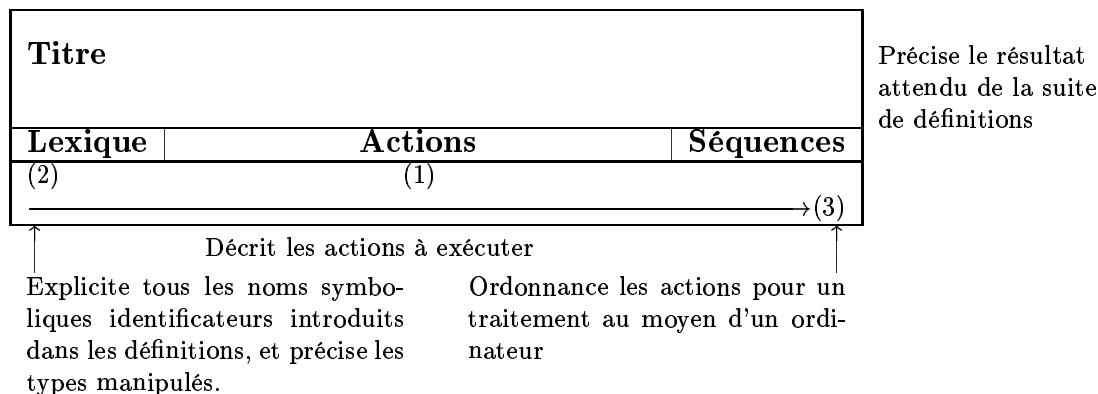 Titre
Précise le résultat
attendu de la suite
de définitions
Lexique Actions Séquences
(2) (1)
(3)
Décrit les actions à exécuter
Explicite tous les noms symbo-
liques identificateurs introduits
dans les définitions, et précise les
types manipulés.
Ordonnance les actions pour un
traitement au moyen d'un ordi-
nateur